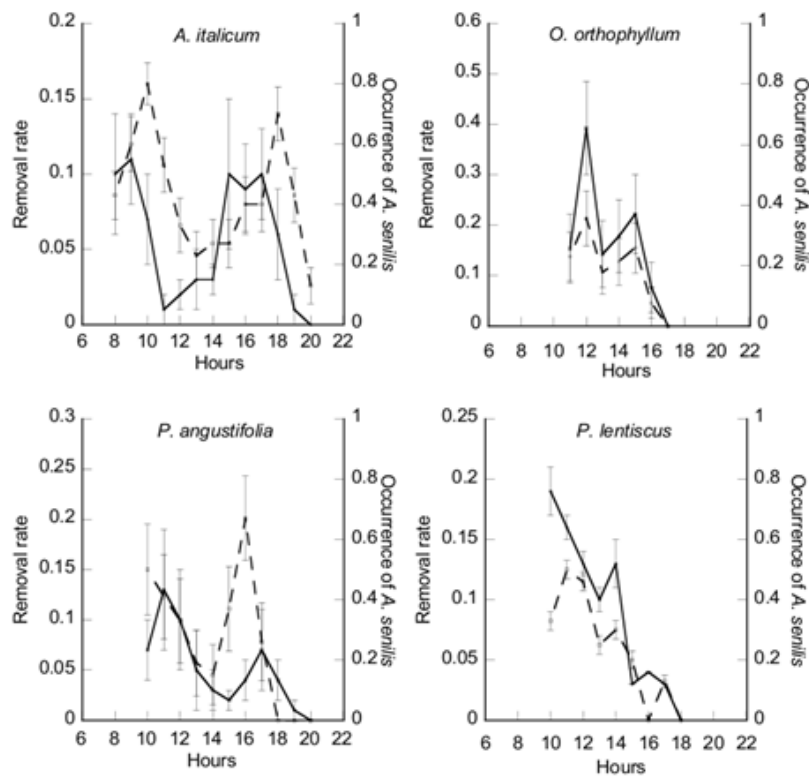 A. italicum
Removal rate
0.2
0.15
0.1
0.05
0
1
0.8
0.6
0.4
0.2
0
Occurrence of A. senilis
6 8 10 12 14 16 18 20 22
Hours
O. orthophyllum
Removal rate
0.6
0.5
0.4
0.3
0.2
0.1
0
1
0.8
0.6
0.4
0.2
0
Occurrence of A. senilis
6 8 10 12 14 16 18 20 22
Hours
P. angustifolia
Removal rate
0.3
0.25
0.2
0.15
0.1
0.05
0
1
0.8
0.6
0.4
0.2
0
Occurrence of A. senilis
6 8 10 12 14 16 18 20 22
Hours
P. lentiscus
Removal rate
0.25
0.2
0.15
0.1
0.05
0
1
0.8
0.6
0.4
0.2
0
Occurrence of A. senilis
6 8 10 12 14 16 18 20 22
Hours